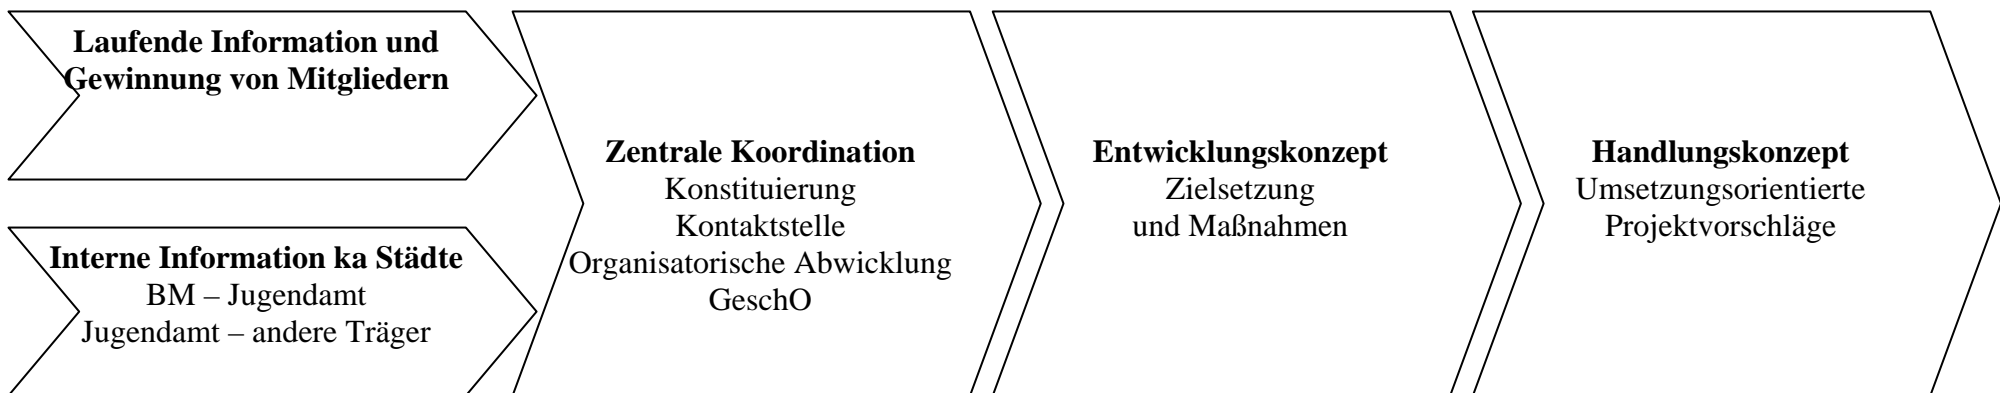 Laufende Information und
Gewinnung von Mitgliedern
Interne Information ka Städte
BM – Jugendamt
Jugendamt – andere Träger
Zentrale Koordination
Konstituierung
Kontaktstelle
Organisatorische Abwicklung
GeschO
Entwicklungskonzept
Zielsetzung
und Maßnahmen
Handlungskonzept
Umsetzungsorientierte
Projektvorschläge